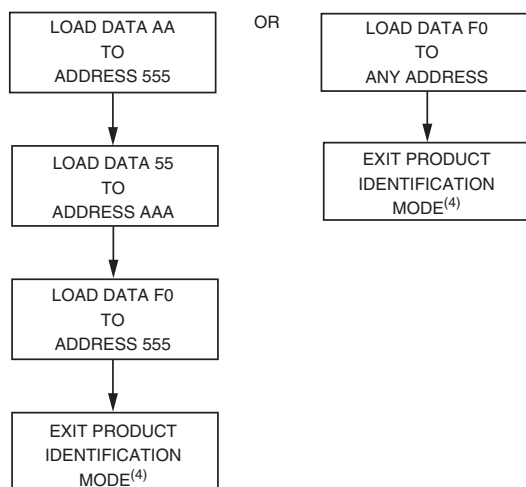 LOAD DATA AA
TO
ADDRESS 555
OR
LOAD DATA F0
TO
ANY ADDRESS
LOAD DATA 55
TO
ADDRESS AAA
EXIT PRODUCT
IDENTIFICATION
MODE(4)
LOAD DATA F0
TO
ADDRESS 555
EXIT PRODUCT
IDENTIFICATION
MODE(4)